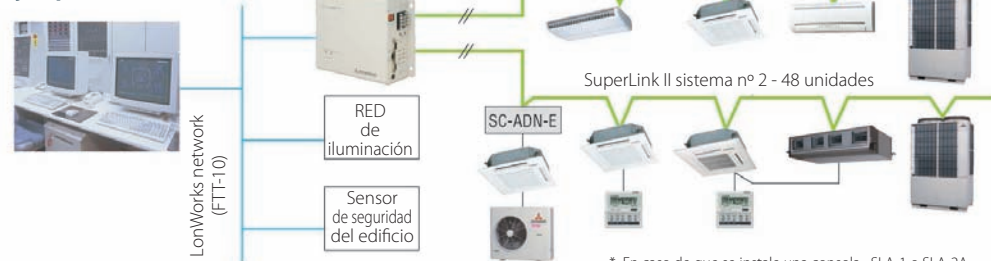 SuperLink II sistema nº 2 - 48 unidades
SC-ADN-E
RED
de
iluminación
LonWorks network
(FTT-10)
Sensor
de seguridad
del edificio